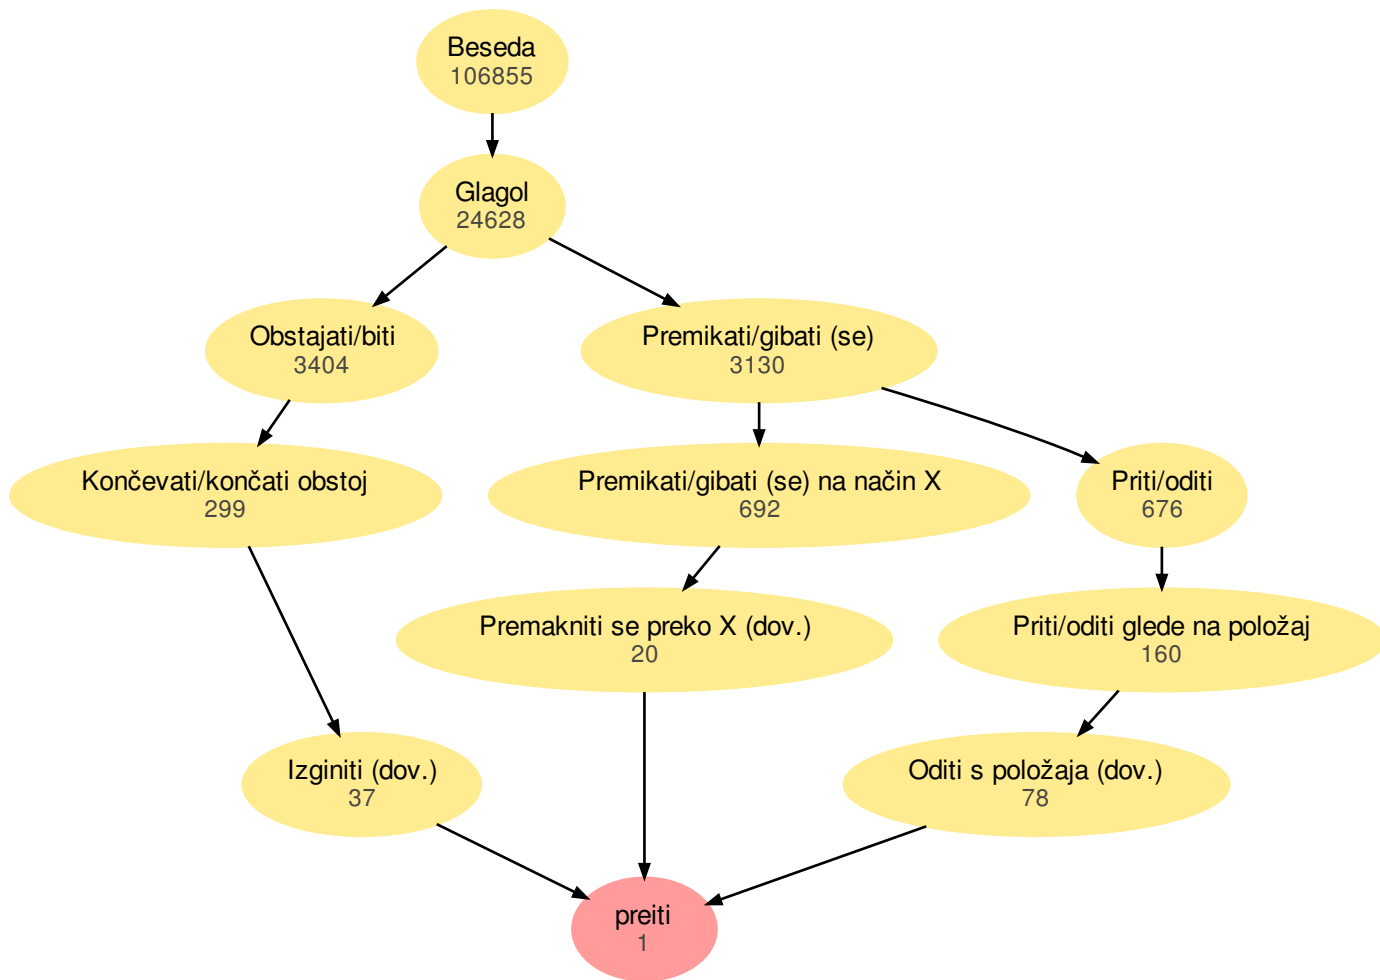 Beseda
106855
Glagol
24628
Obstajati/biti
3404
Premikati/gibati (se)
3130
Končevati/končati obstoj
299
Premikati/gibati (se) na način X
692
Priti/oditi
676
Premakniti se preko X (dov.)
20
Priti/oditi glede na položaj
160
Izginiti (dov.)
37
Oditi s položaja (dov.)
78
preiti
1